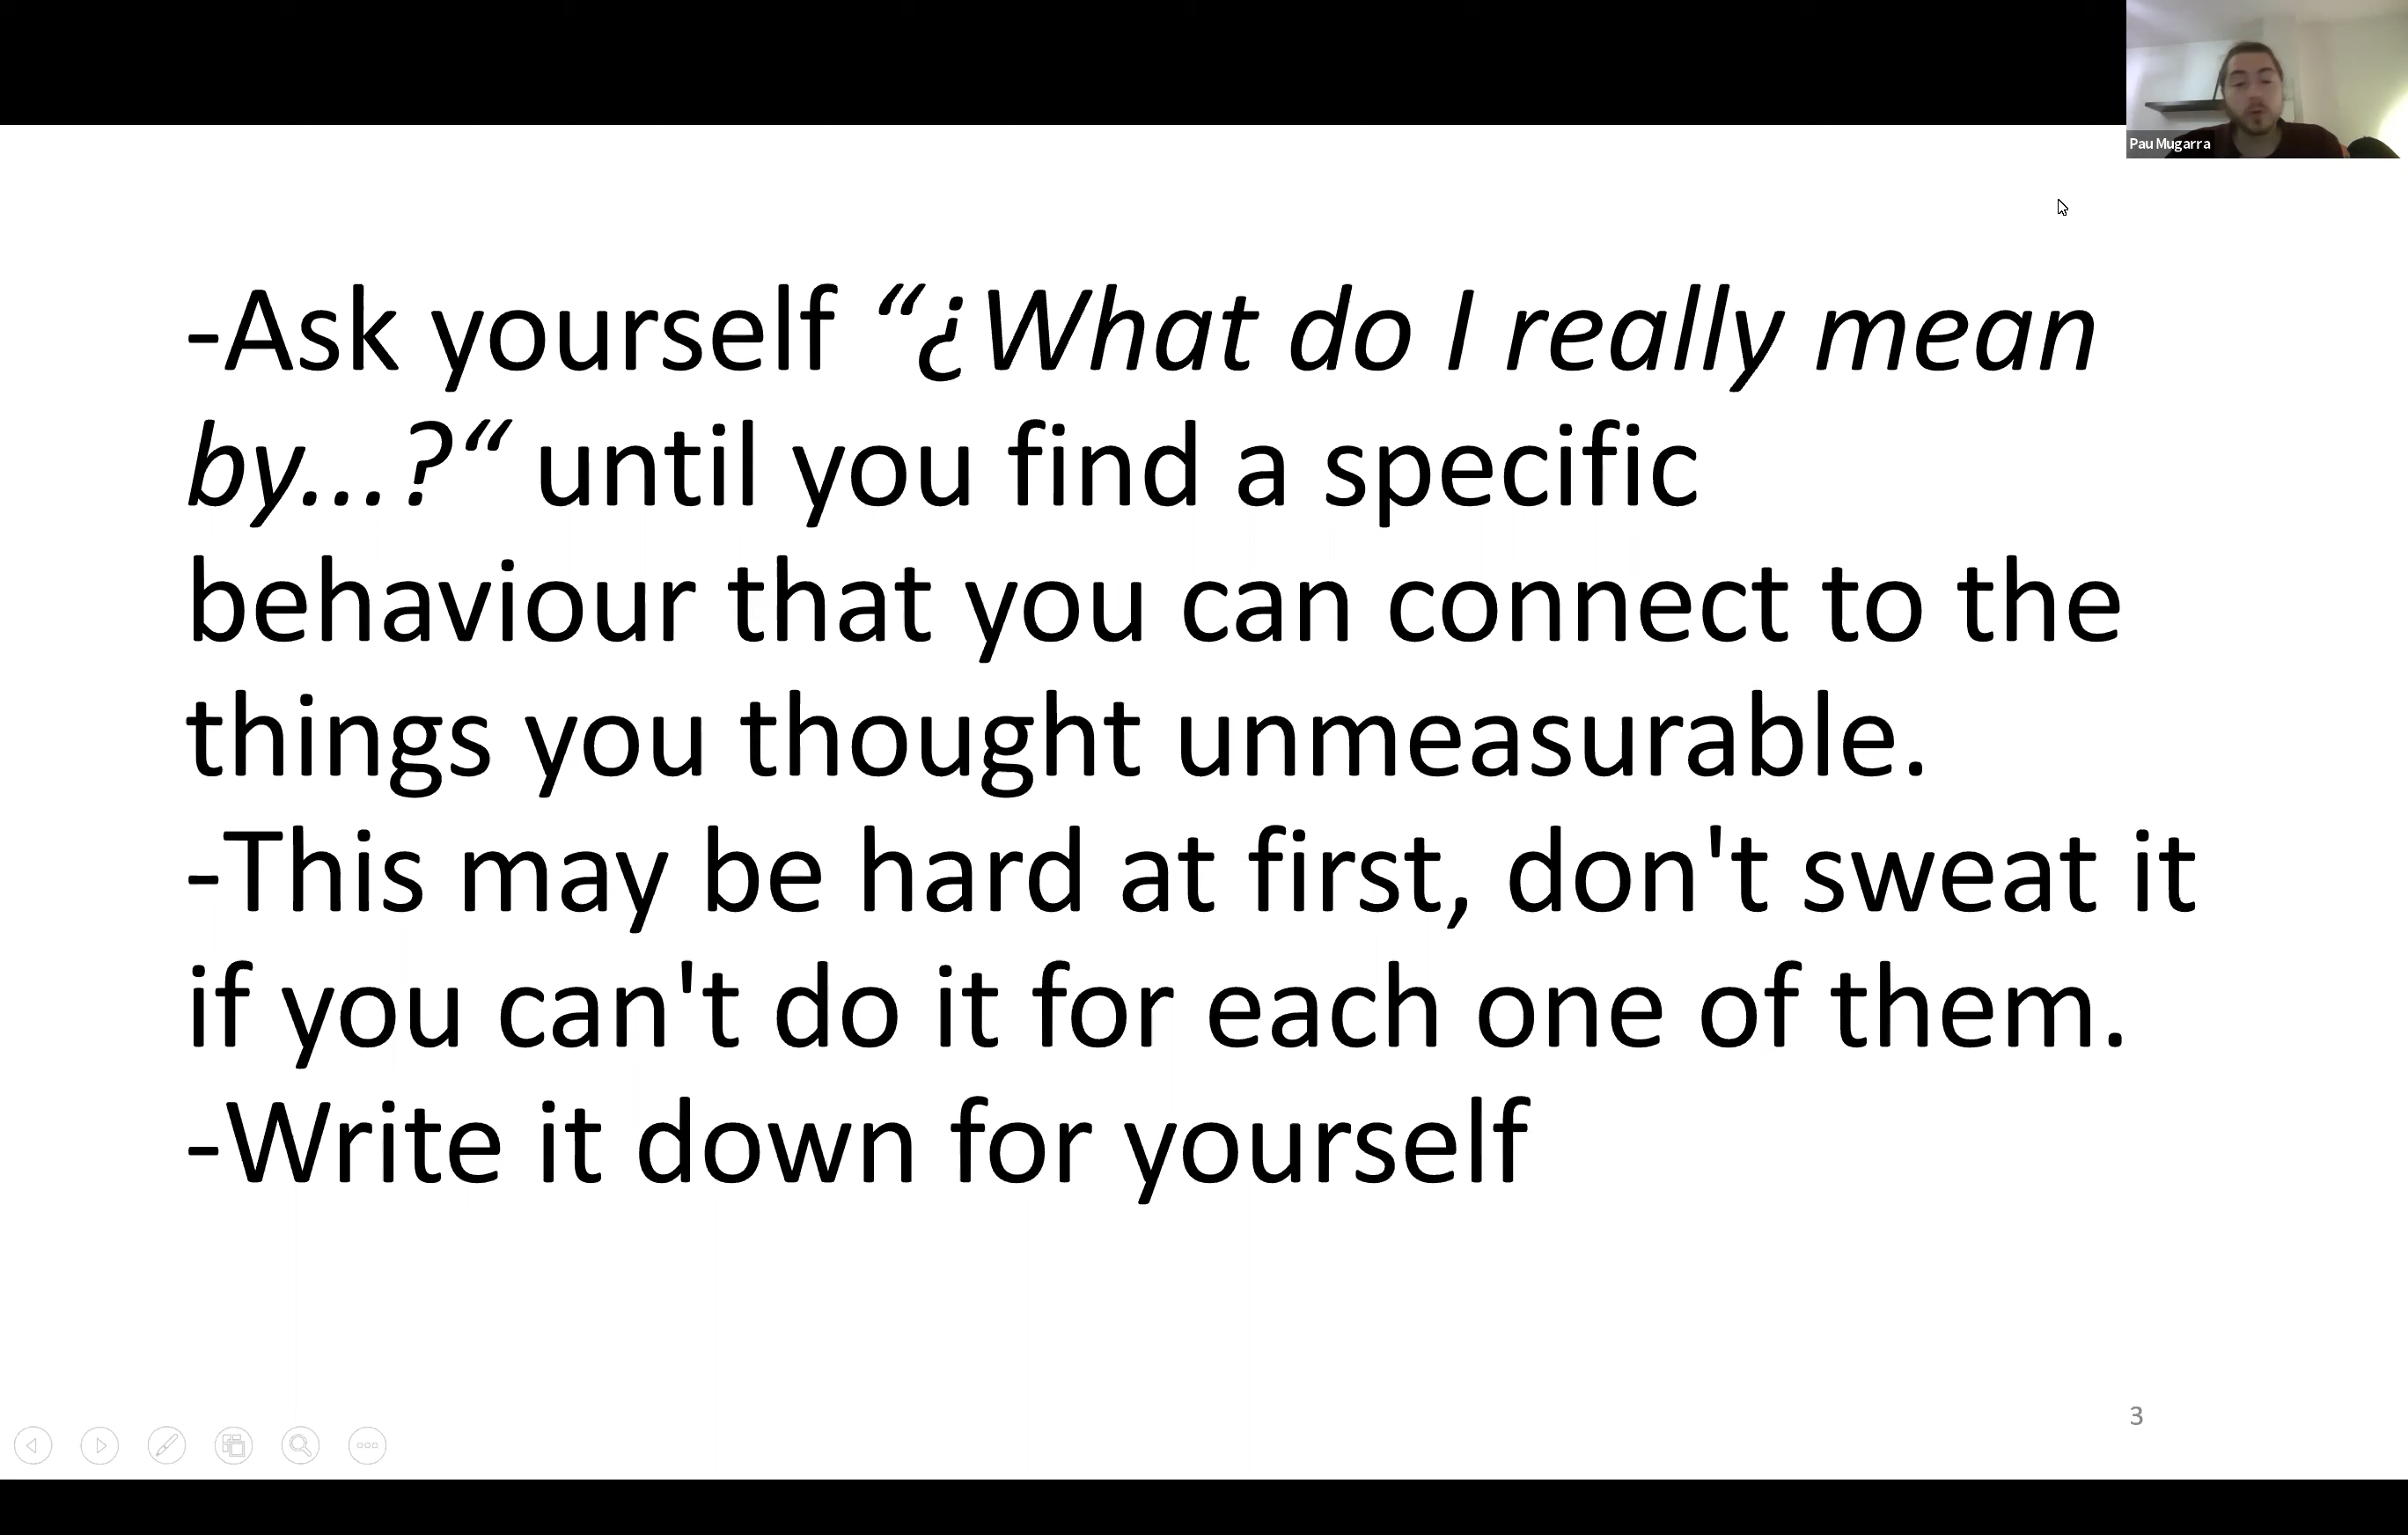 Pau Mugarra
-Ask yourself “¿What do I really mean
by...?“ until you find a specific
behaviour that you can connect to the
things you thought unmeasurable.
-This may be hard at first, don't sweat it
if you can't do it for each one of them.
-Write it down for yourself
3